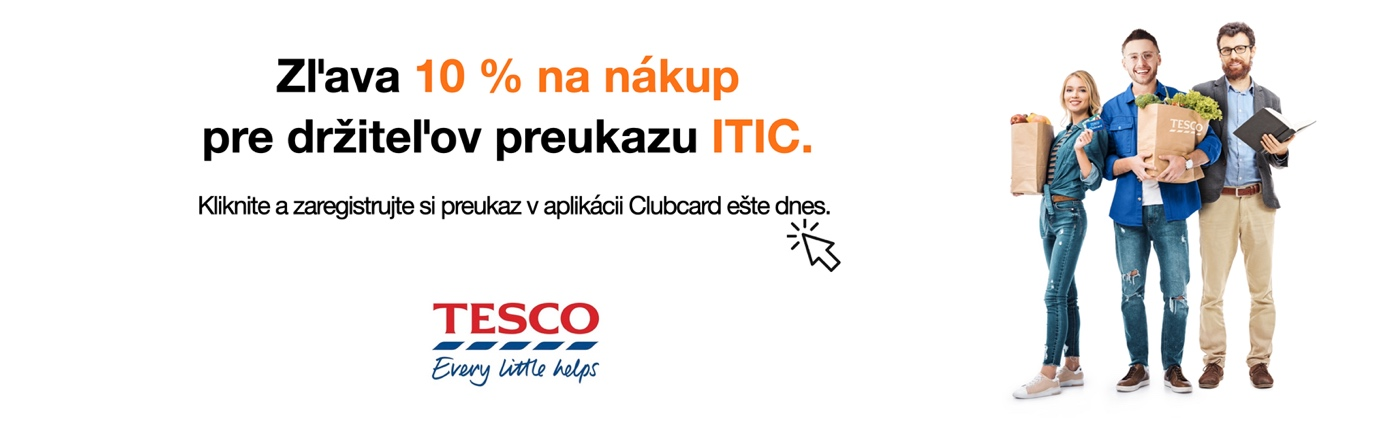 Zľava 10 % na nákup
pre držiteľov preukazu ITIC.
Kliknite a zaregistrujte si preukaz v aplikácii Clubcard ešte dnes.
TESCO
Every little helps
TESCO